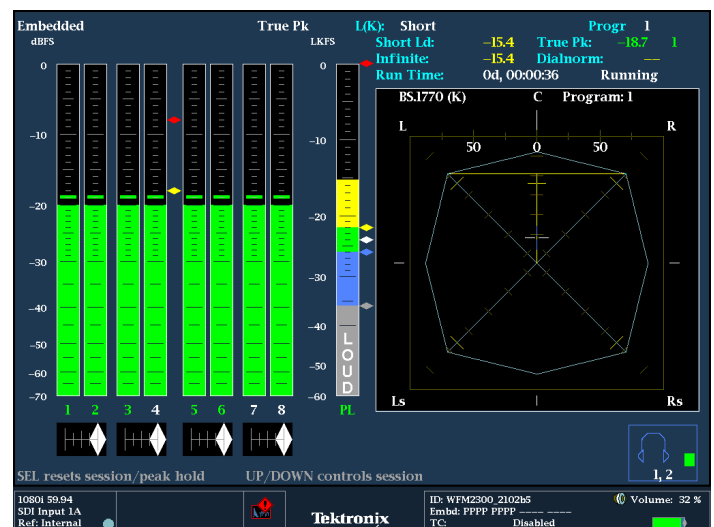 Embedded True Pk L(K): Short Progr 1
dBFS LKFS Short Ld: –15.4 True Pk: –18.7 1
Infinite: –15.4 Dialnorm: ––
Run Time: 0d, 00:00:36 Running
0 0
BS.1770 (K) C Program: 1
L R
–10 –10
50 0 50
–20 –20
–30 –30
–40 –40
–50 –50
–60
–70 –60
LOUD
Ls Rs
1 2 3 4 5 6 7 8 PL
SEL resets session/peak hold UP/DOWN controls session
1, 2
1080i 59.94
SDI Input 1A
Ref: Internal
Tektronix
ID: WFM2300_2102b5 Volume: 32 %
Embd: PPPP PPPP –––– ––––
TC: Disabled